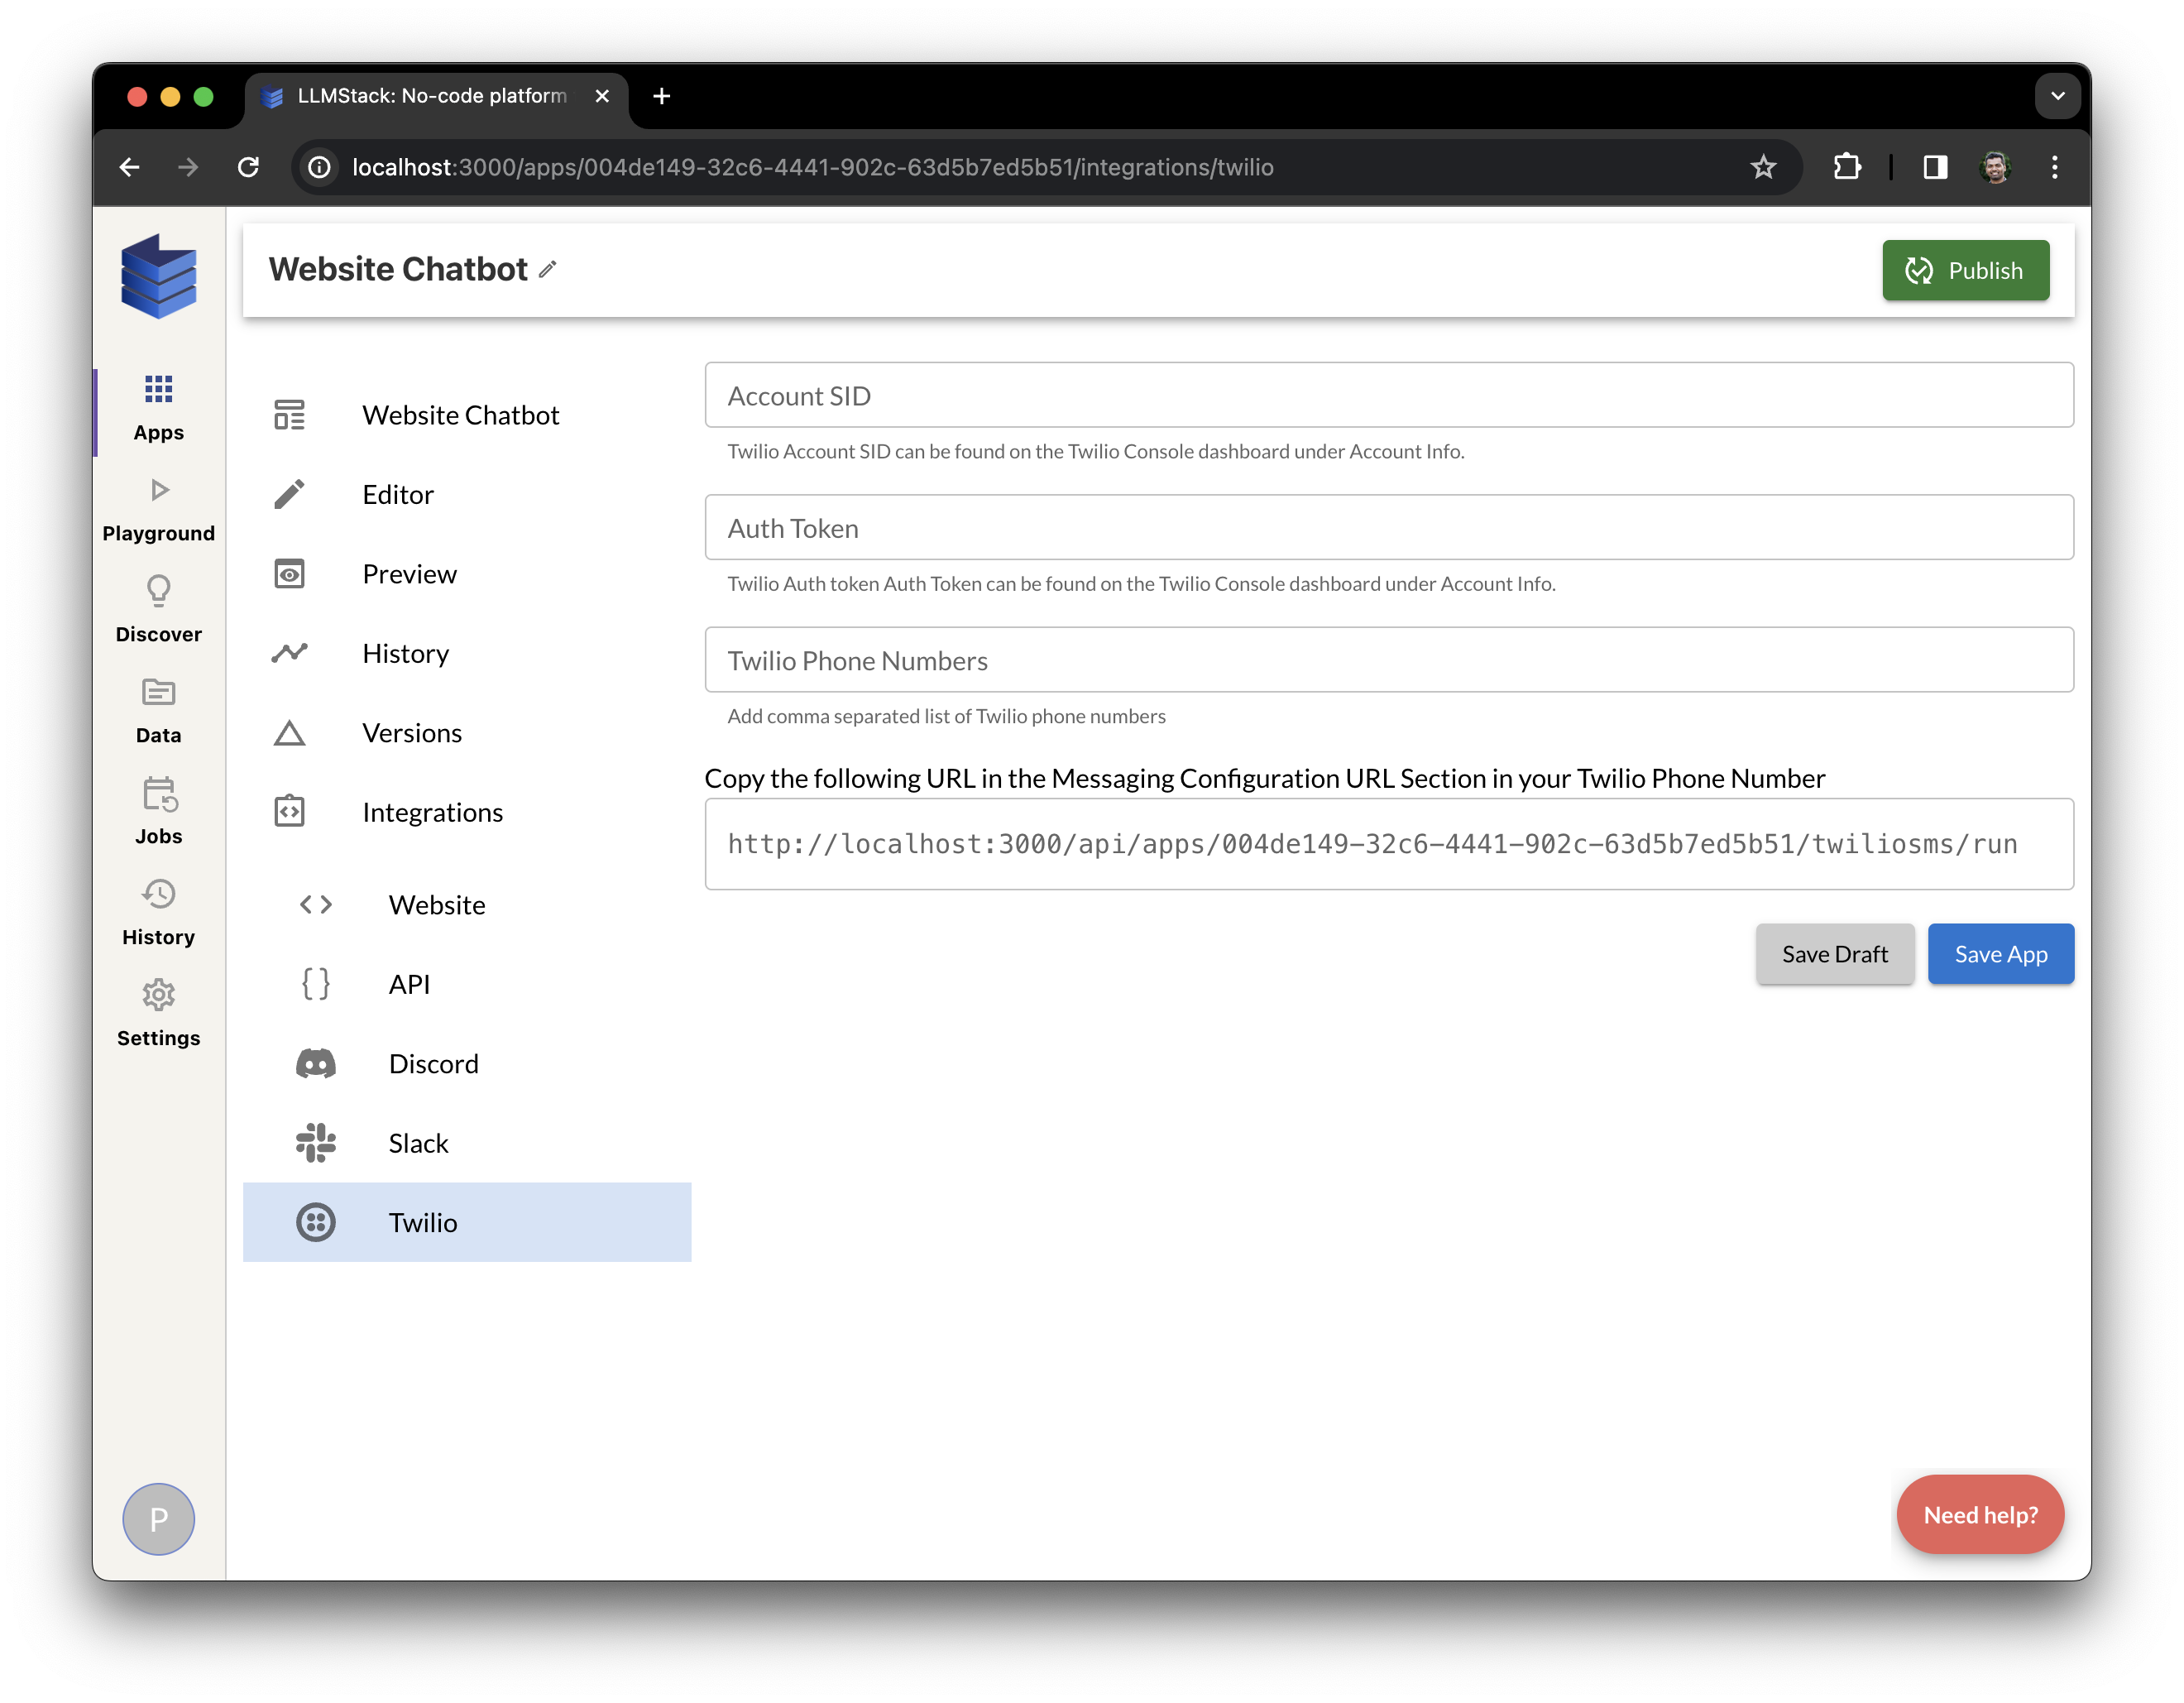 LLMStack: No-code platform
localhost:3000/apps/004de149-32c6-4441-902c-63d5b7ed5b51/integrations/twilio
Website Chatbot
Publish
Apps
Playground
Discover
Data
Jobs
History
Settings
P
Website Chatbot
Editor
Preview
History
Versions
Integrations
Website
API
Discord
Slack
Twilio
Account SID
Twilio Account SID can be found on the Twilio Console dashboard under Account Info.
Auth Token
Twilio Auth token Auth Token can be found on the Twilio Console dashboard under Account Info.
Twilio Phone Numbers
Add comma separated list of Twilio phone numbers
Copy the following URL in the Messaging Configuration URL Section in your Twilio Phone Number
http://localhost:3000/api/apps/004de149-32c6-4441-902c-63d5b7ed5b51/twiliosms/run
Save Draft
Save App
Need help?